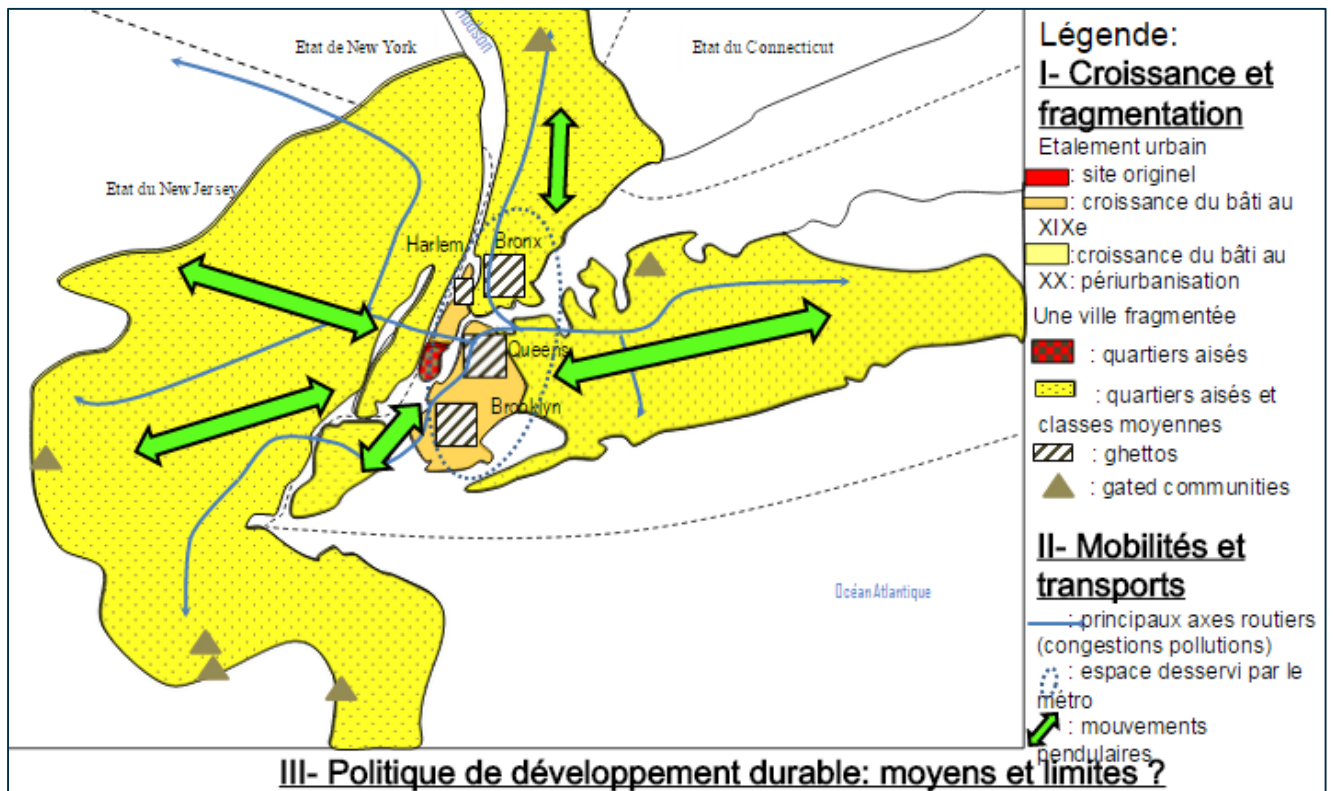 Hudson
Etat de New York
Etat du Connecticut
Etat du New Jersey
Harlem
Bronx
Queens
Brooklyn
Océan Atlantique
Légende:
I- Croissance et
fragmentation
Etalement urbain
: site originel
: croissance du bâti au
XIXe
:croissance du bâti au
XX: périurbanisation
Une ville fragmentée
: quartiers aisés
: quartiers aisés et
classes moyennes
: ghettos
: gated communities
II- Mobilités et
transports
: principaux axes routiers
(congestions pollutions)
: espace desservi par le
métro
: mouvements
pendulaires
III- Politique de développement durable: moyens et limites ?